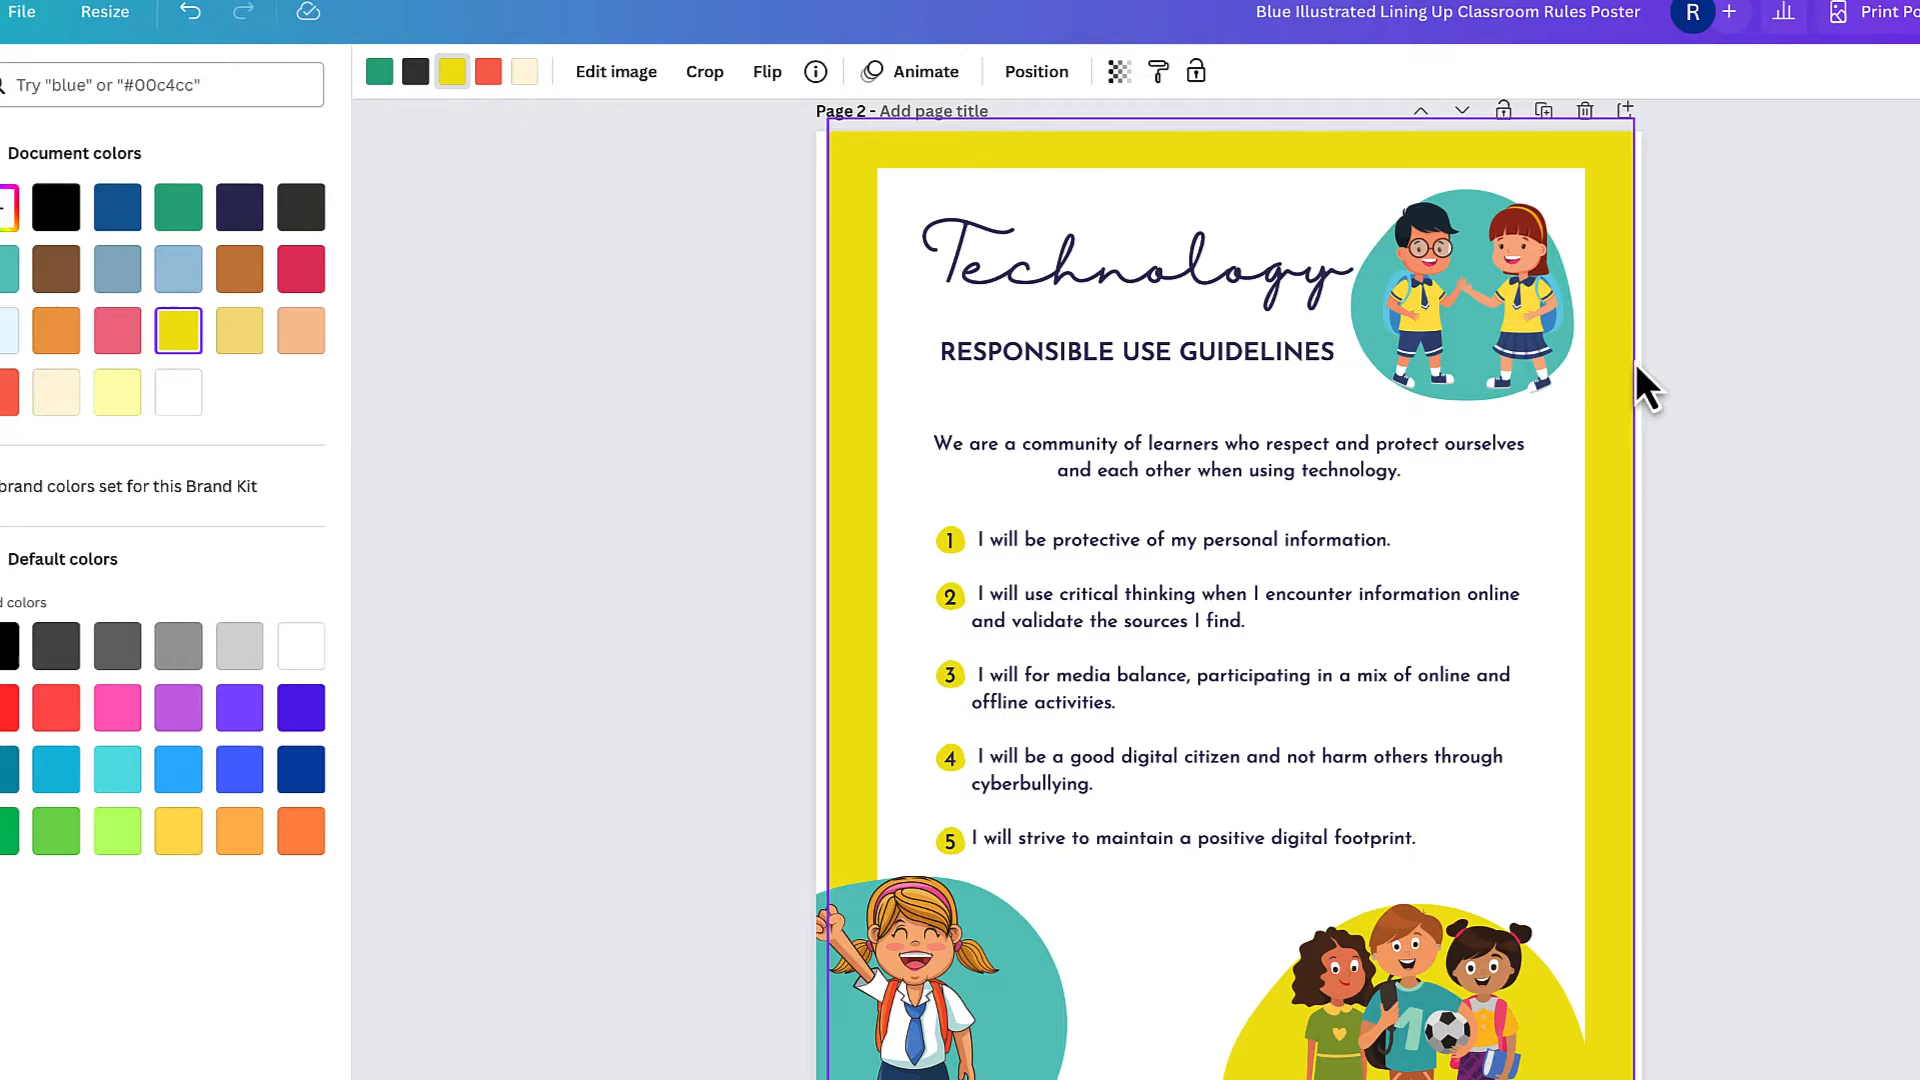 File Resize Blue Illustrated Lining Up Classroom Rules Poster R Print Po
Try "blue" or "#00c4cc"
Edit image Crop Flip Animate Position
Page 2 - Add page title
Document colors
brand colors set for this Brand Kit
Default colors
d colors
Technology
RESPONSIBLE USE GUIDELINES
We are a community of learners who respect and protect ourselves
and each other when using technology.
1 I will be protective of my personal information.
2 I will use critical thinking when I encounter information online
and validate the sources I find.
3 I will for media balance, participating in a mix of online and
offline activities.
4 I will be a good digital citizen and not harm others through
cyberbullying.
5 I will strive to maintain a positive digital footprint.
1